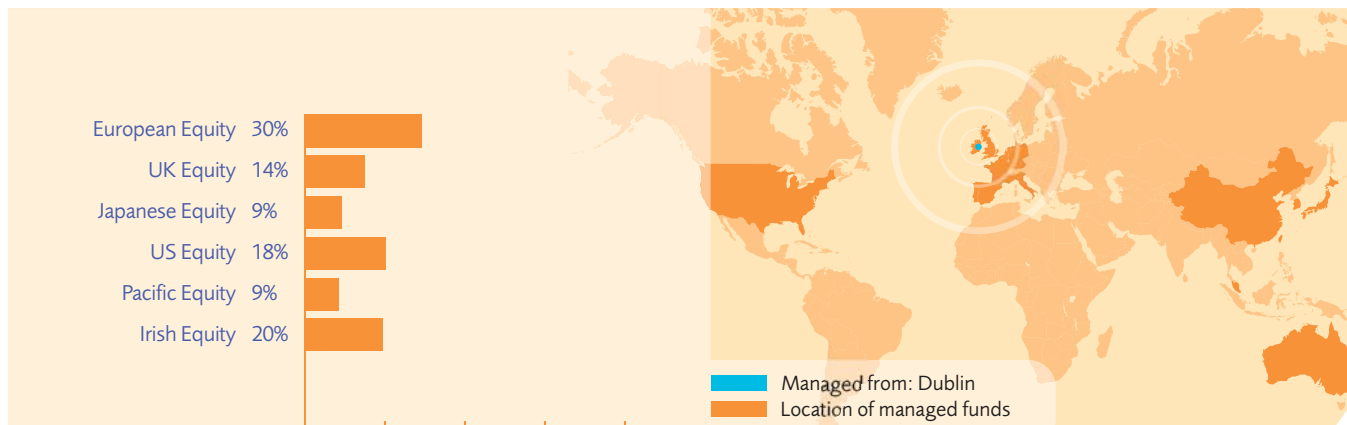 European Equity 30%
UK Equity 14%
Japanese Equity 9%
US Equity 18%
Pacific Equity 9%
Irish Equity 20%
Managed from: Dublin
Location of managed funds